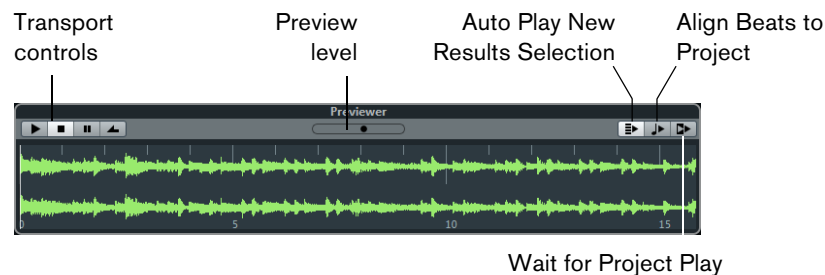 Transport
controls
Preview
level
Auto Play New
Results Selection
Align Beats to
Project
Previewer
0 5 10 15
Wait for Project Play